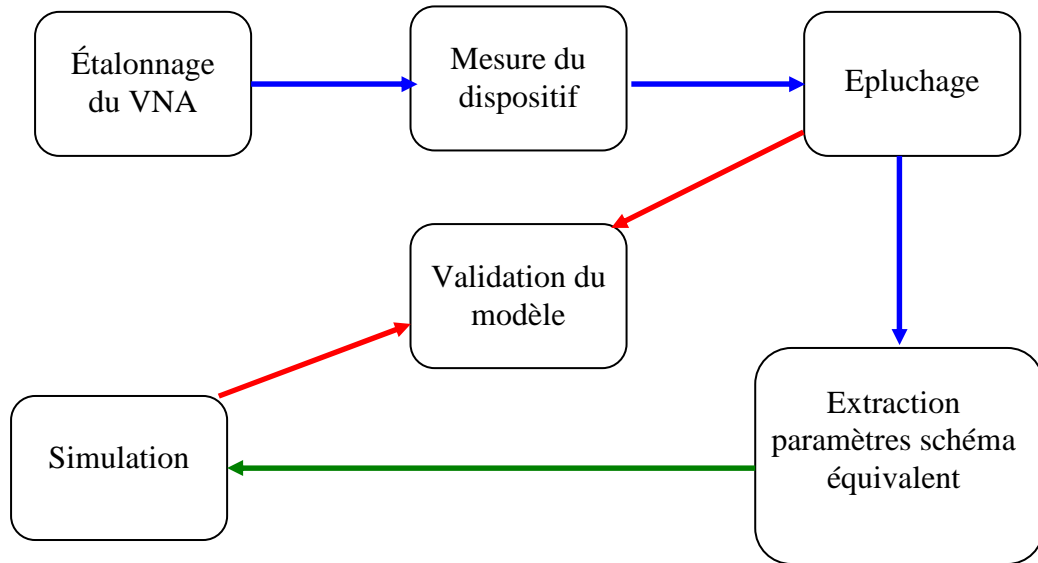 Étalonnage
du VNA
Mesure du
dispositif
Epluchage
Validation du
modèle
Simulation
Extraction
paramètres schéma
équivalent